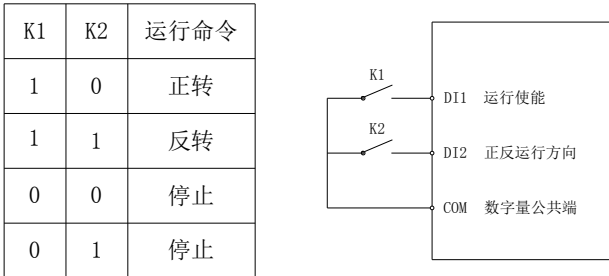 K1 K2 运行命令
1 0 正转
1 1 反转
0 0 停止
0 1 停止
K1
DI1 运行使能
K2
DI2 正反运行方向
COM 数字量公共端